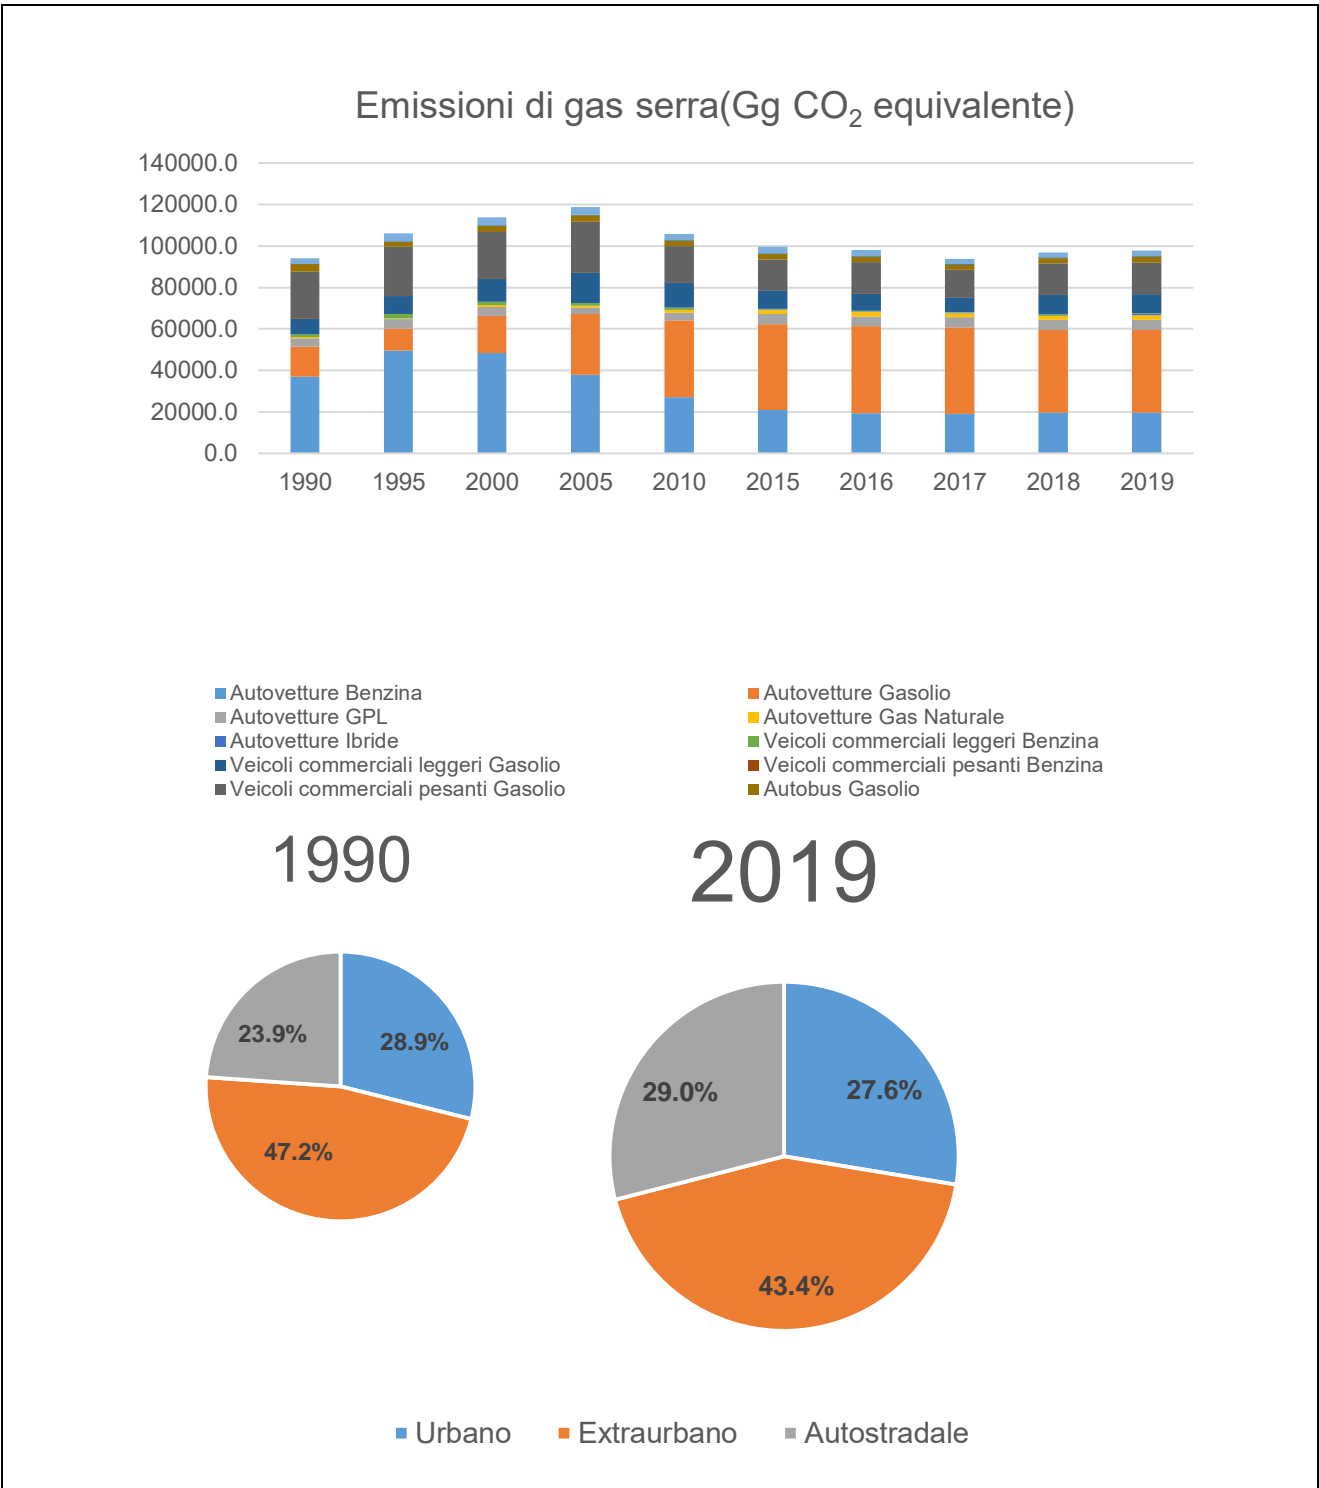 Emissioni di gas serra(Gg CO₂ equivalente)
140000.0
120000.0
100000.0
80000.0
60000.0
40000.0
20000.0
0.0
1990 1995 2000 2005 2010 2015 2016 2017 2018 2019
Autovetture Benzina Autovetture Gasolio
Autovetture GPL Autovetture Gas Naturale
Autovetture Ibride Veicoli commerciali leggeri Benzina
Veicoli commerciali leggeri Gasolio Veicoli commerciali pesanti Benzina
Veicoli commerciali pesanti Gasolio Autobus Gasolio
1990
23.9% 28.9%
47.2%
2019
29.0% 27.6%
43.4%
Urbano Extraurbano Autostradale